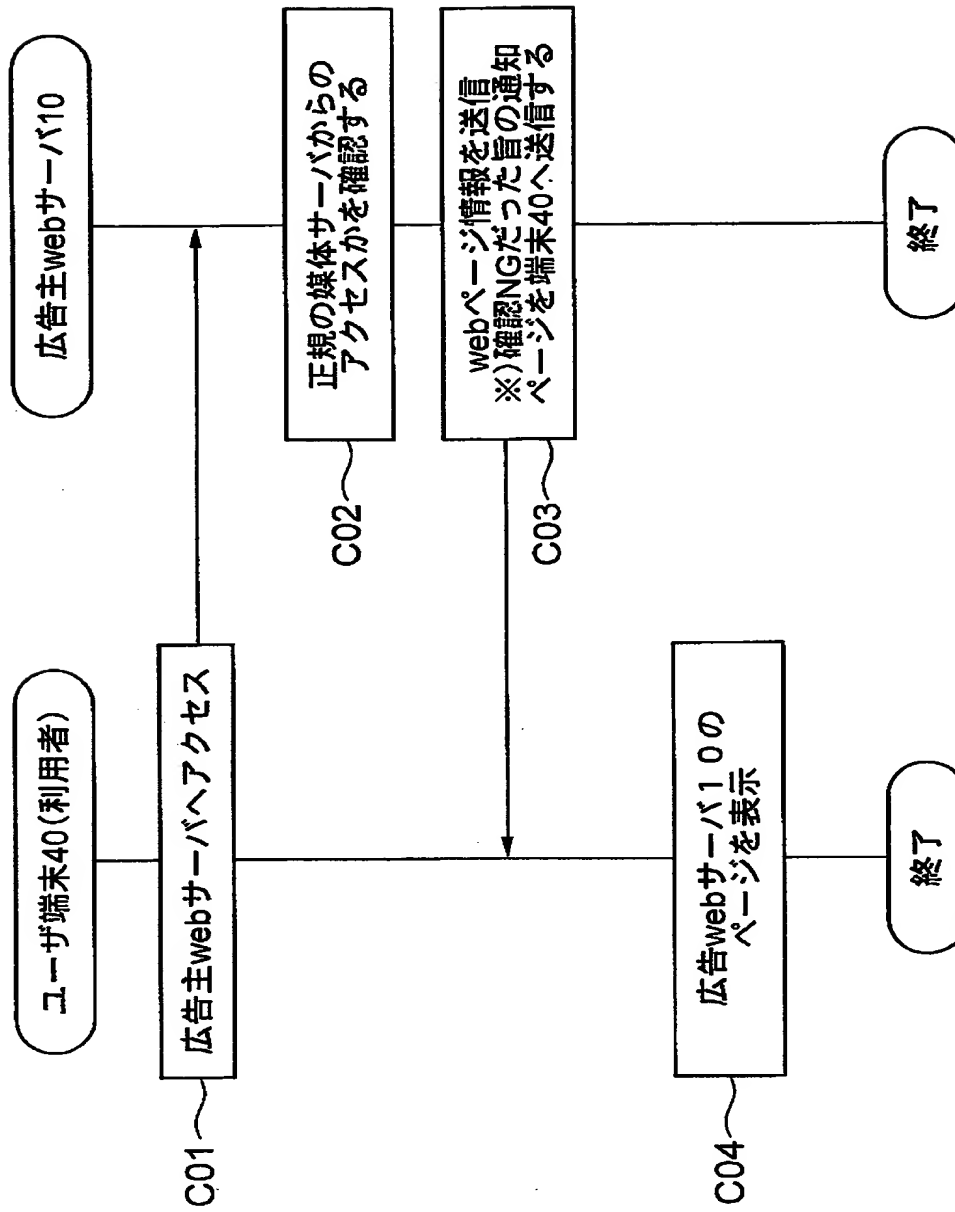 ユーザ端末40(利用者)
広告主webサーバ10
C01
広告主webサーバへアクセス
C02
正規の媒体サーバからの
アクセスかを確認する
C03
webページ情報を送信
※)確認NGだった旨の通知
ページを端末40へ送信する
C04
広告webサーバ１０の
ページを表示
終了
終了